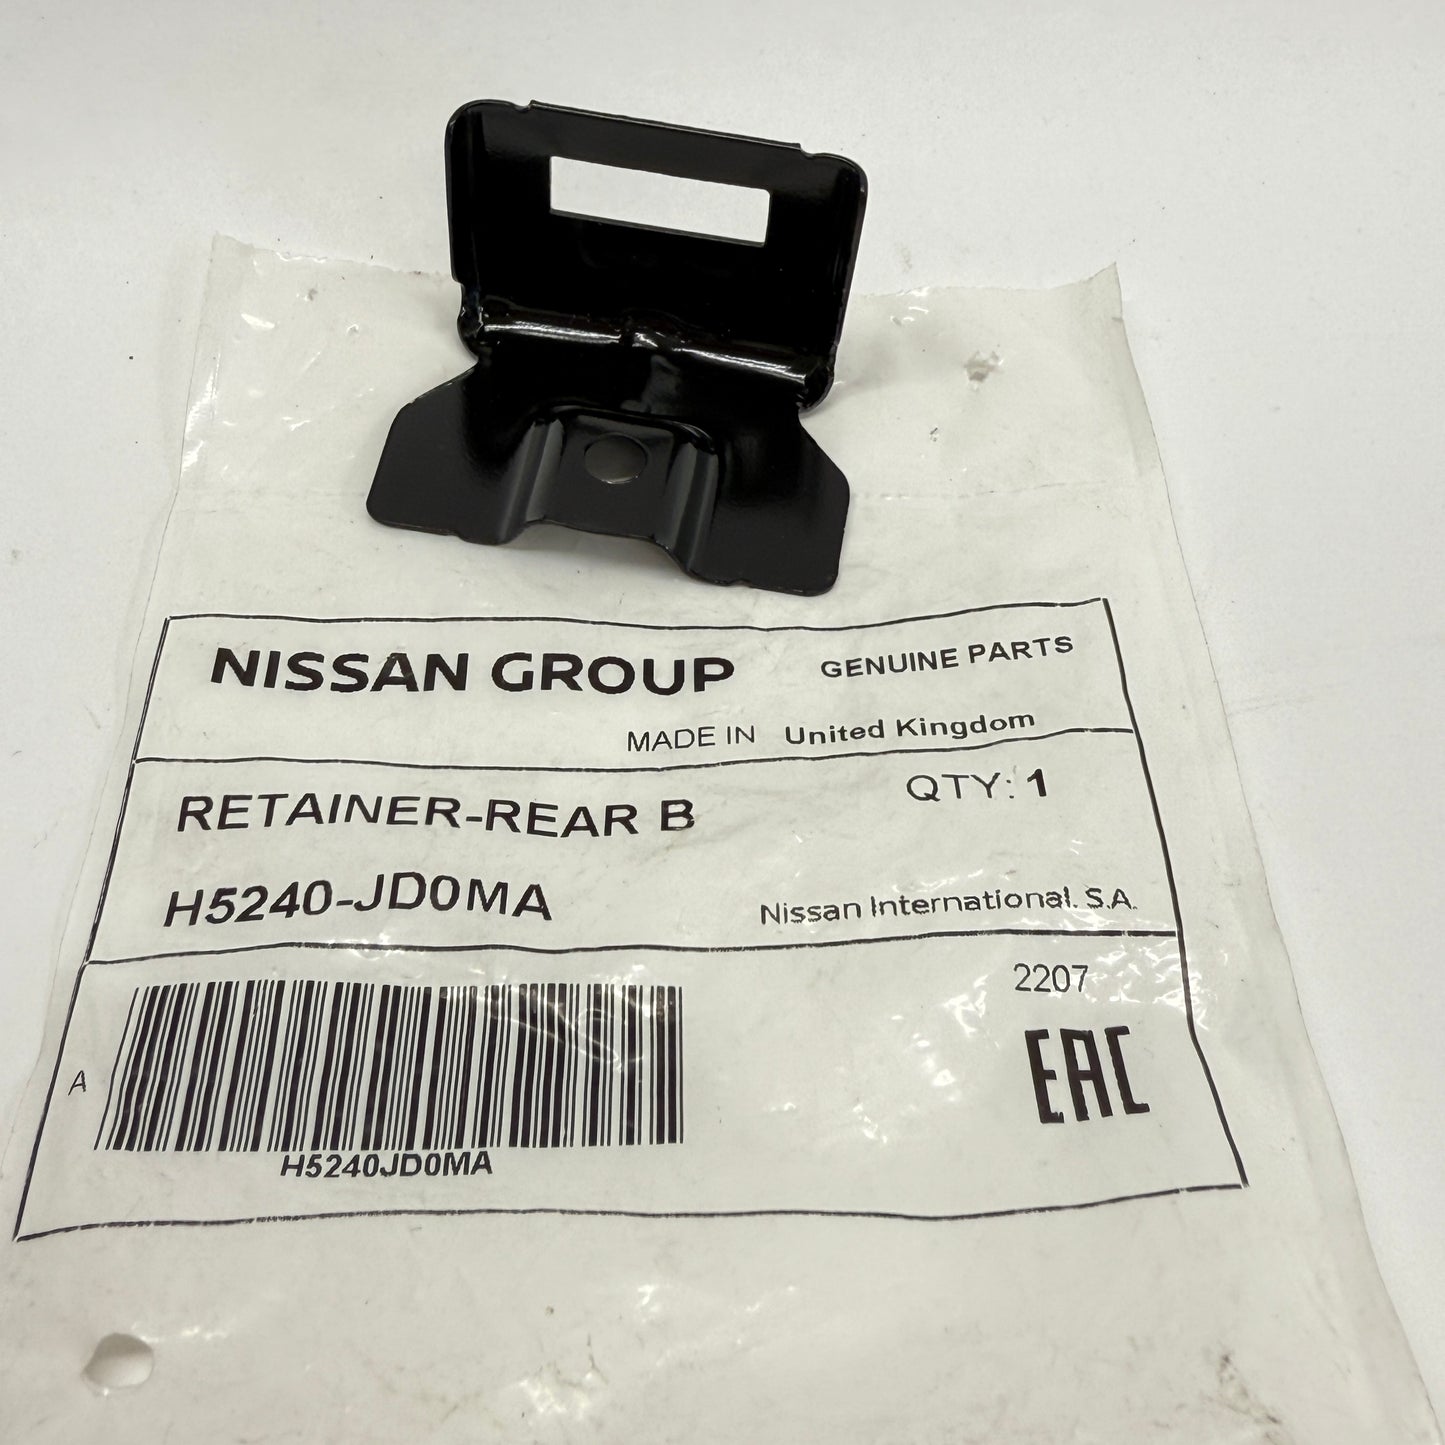 NISSAN GROUP GENUINE PARTS
MADE IN United Kingdom
RETAINER-REAR B QTY: 1
H5240-JD0MA Nissan International. S.A.
2207
A
EAC
H5240JD0MA